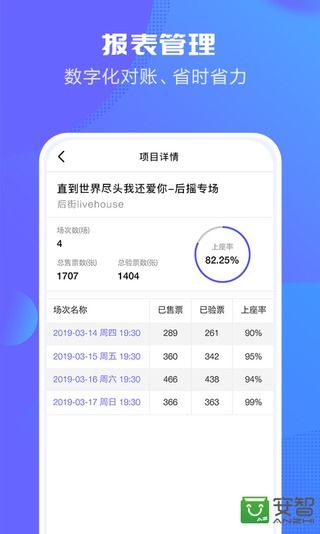 报表管理
数字化对账、省时省力
项目详情
直到世界尽头我还爱你-后摇专场
后街livehouse
场次数(场)
4
总售票数(张) 总验票数(张)
1707 1404
上座率
82.25%
场次名称 已售票 已验票 上座率
2019-03-14 周四 19:30 289 261 90%
2019-03-15 周五 19:30 360 342 95%
2019-03-16 周六 19:30 466 438 94%
2019-03-17 周日 19:30 366 363 99%
安智
ANZHI
AZ